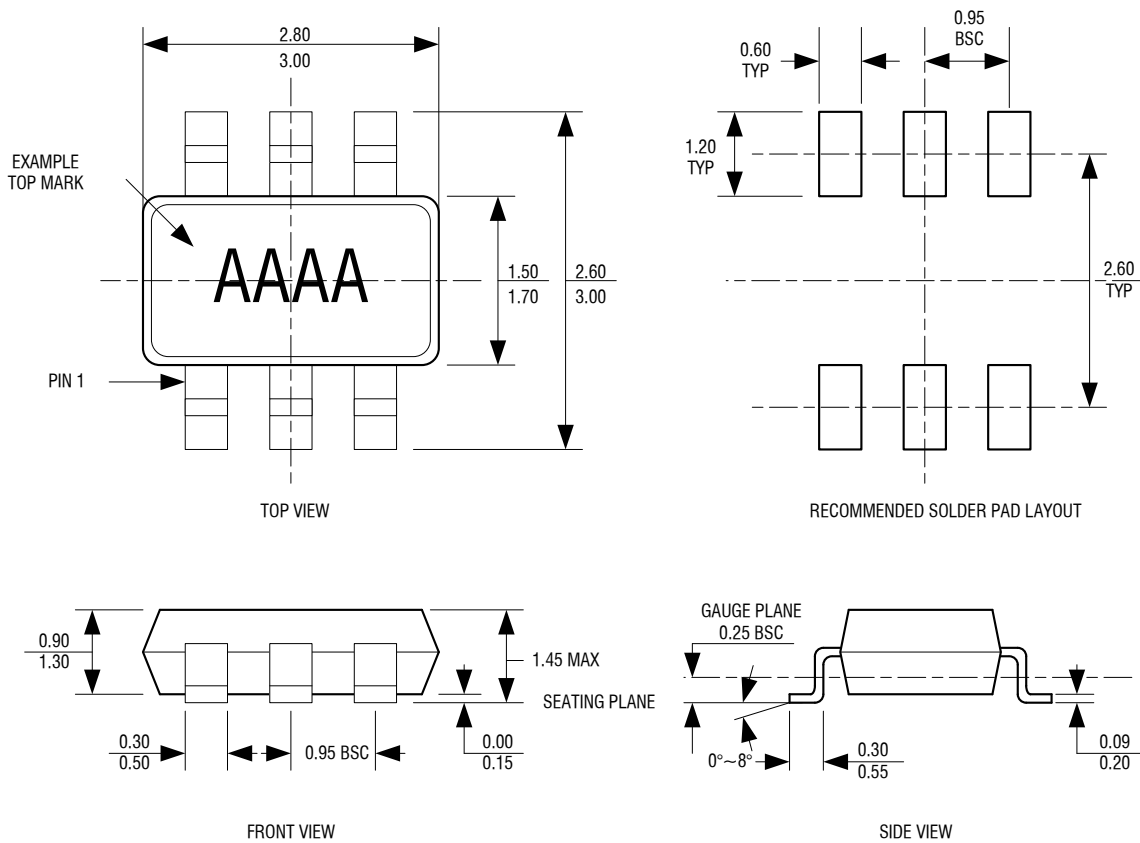 2.80
3.00
EXAMPLE
TOP MARK
AAAA
1.50
1.70
2.60
3.00
PIN 1
TOP VIEW
0.60
TYP
0.95
BSC
1.20
TYP
2.60
TYP
RECOMMENDED SOLDER PAD LAYOUT
0.90
1.30
1.45 MAX
SEATING PLANE
0.30
0.50
0.95 BSC
0.00
0.15
FRONT VIEW
GAUGE PLANE
0.25 BSC
0°~8°
0.30
0.55
0.09
0.20
SIDE VIEW